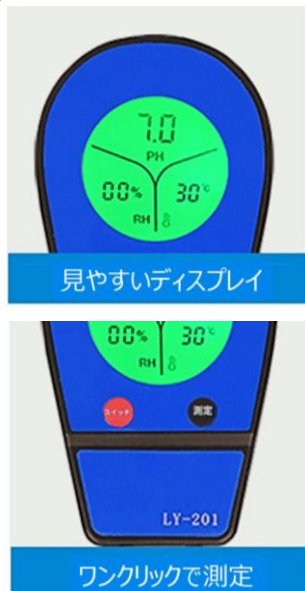 7.0
PH
00% 30℃
RH
見やすいディスプレイ
00% 30℃
RH
スイッチ 測定
LY-201
ワンクリックで測定